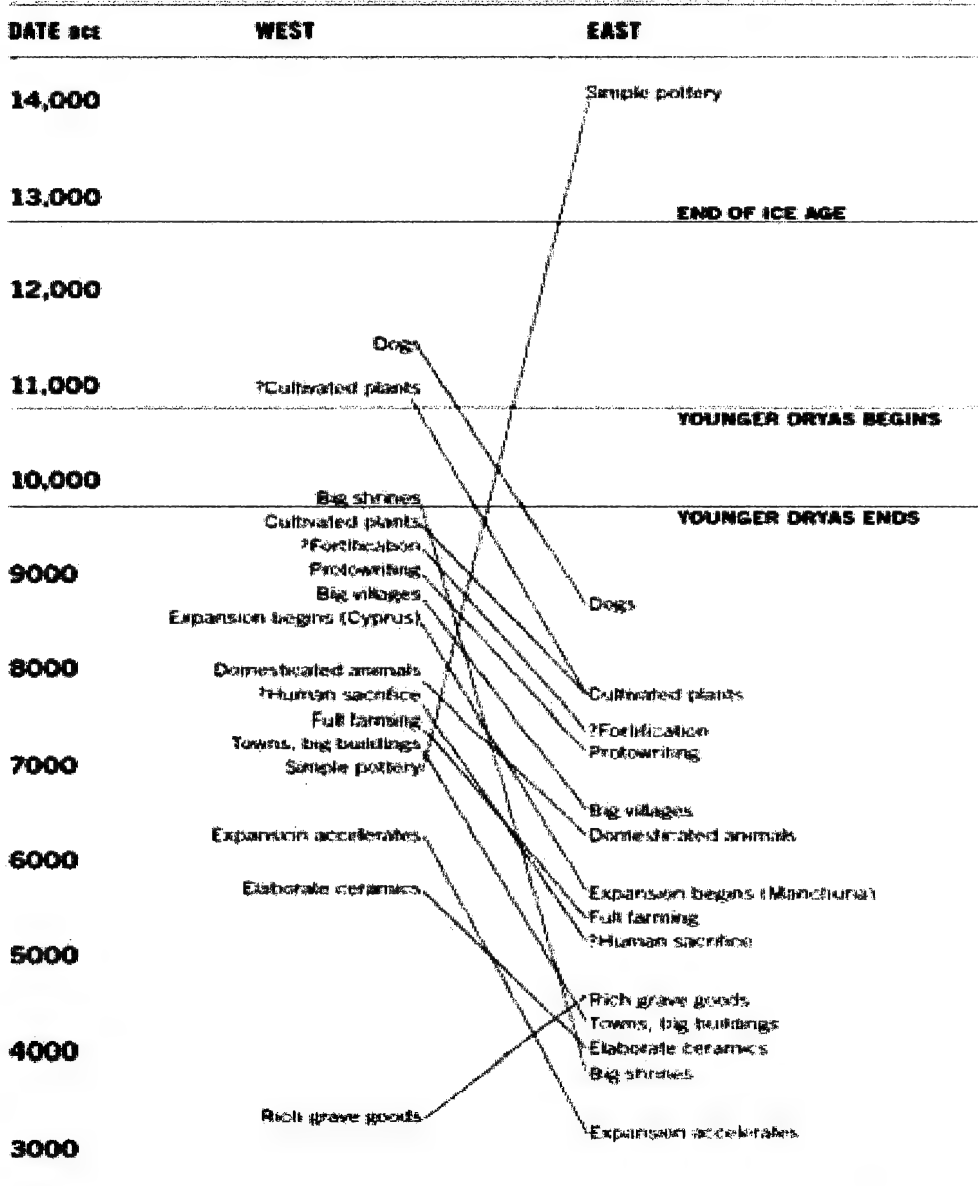 DATE BCE WEST EAST
14,000 Simple pottery
13,000
END OF ICE AGE
12,000
Dogs
11,000 ?Cultivated plants
YOUNGER DRYAS BEGINS
10,000
Big shrines
Cultivated plants YOUNGER DRYAS ENDS
?Fortification
9000 Protowriting
Big villages Dogs
Expansion begins (Cyprus)
8000 Domesticated animals
?Human sacrifice Cultivated plants
Full farming ?Fortification
Towns, big buildings Protowriting
7000 Simple pottery
Big villages
Expansion accelerates Domesticated animals
6000
Elaborate ceramics Expansion begins (Manchuria)
Full farming
5000 ?Human sacrifice
Rich grave goods
Towns, big buildings
4000 Elaborate ceramics
Big shrines
Rich grave goods Expansion accelerates
3000